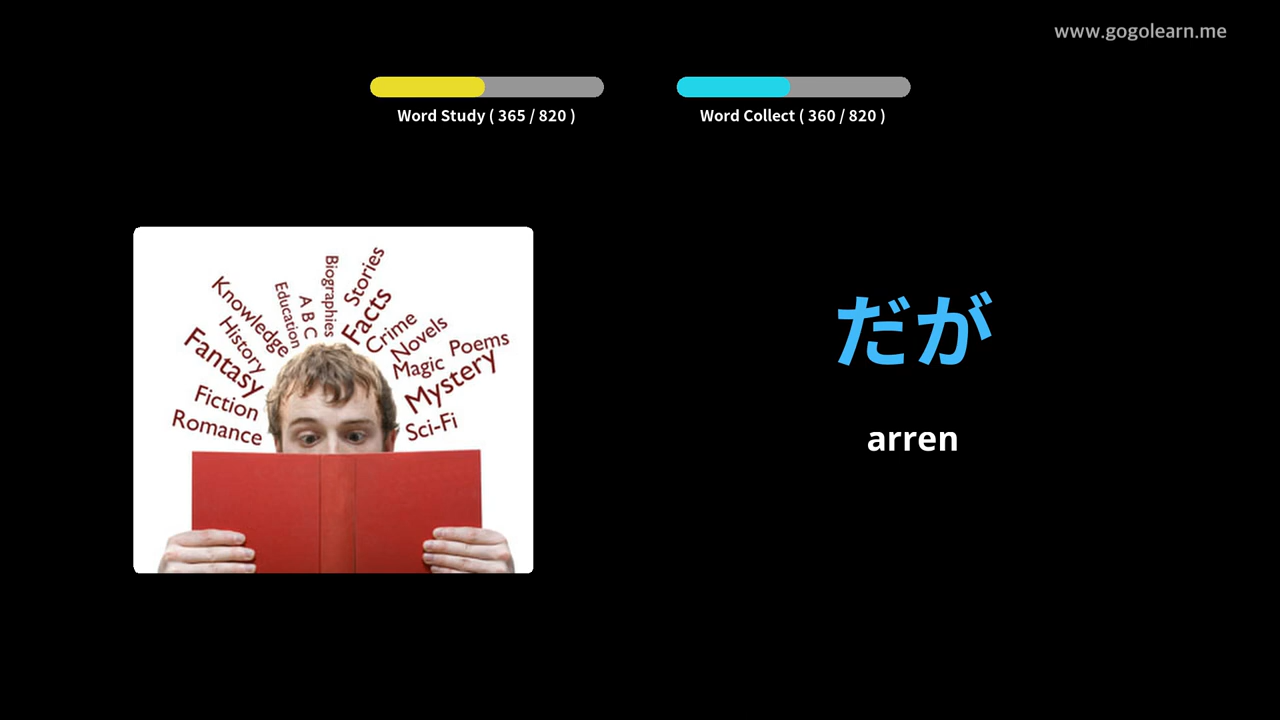 www.gogolearn.me
Word Study ( 365 / 820 )
Word Collect ( 360 / 820 )
Knowledge
History
Fantasy
Fiction
Romance
Education
A B C
Biographies
Stories
Facts
Crime
Novels
Magic
Poems
Mystery
Sci-Fi
だが
arren